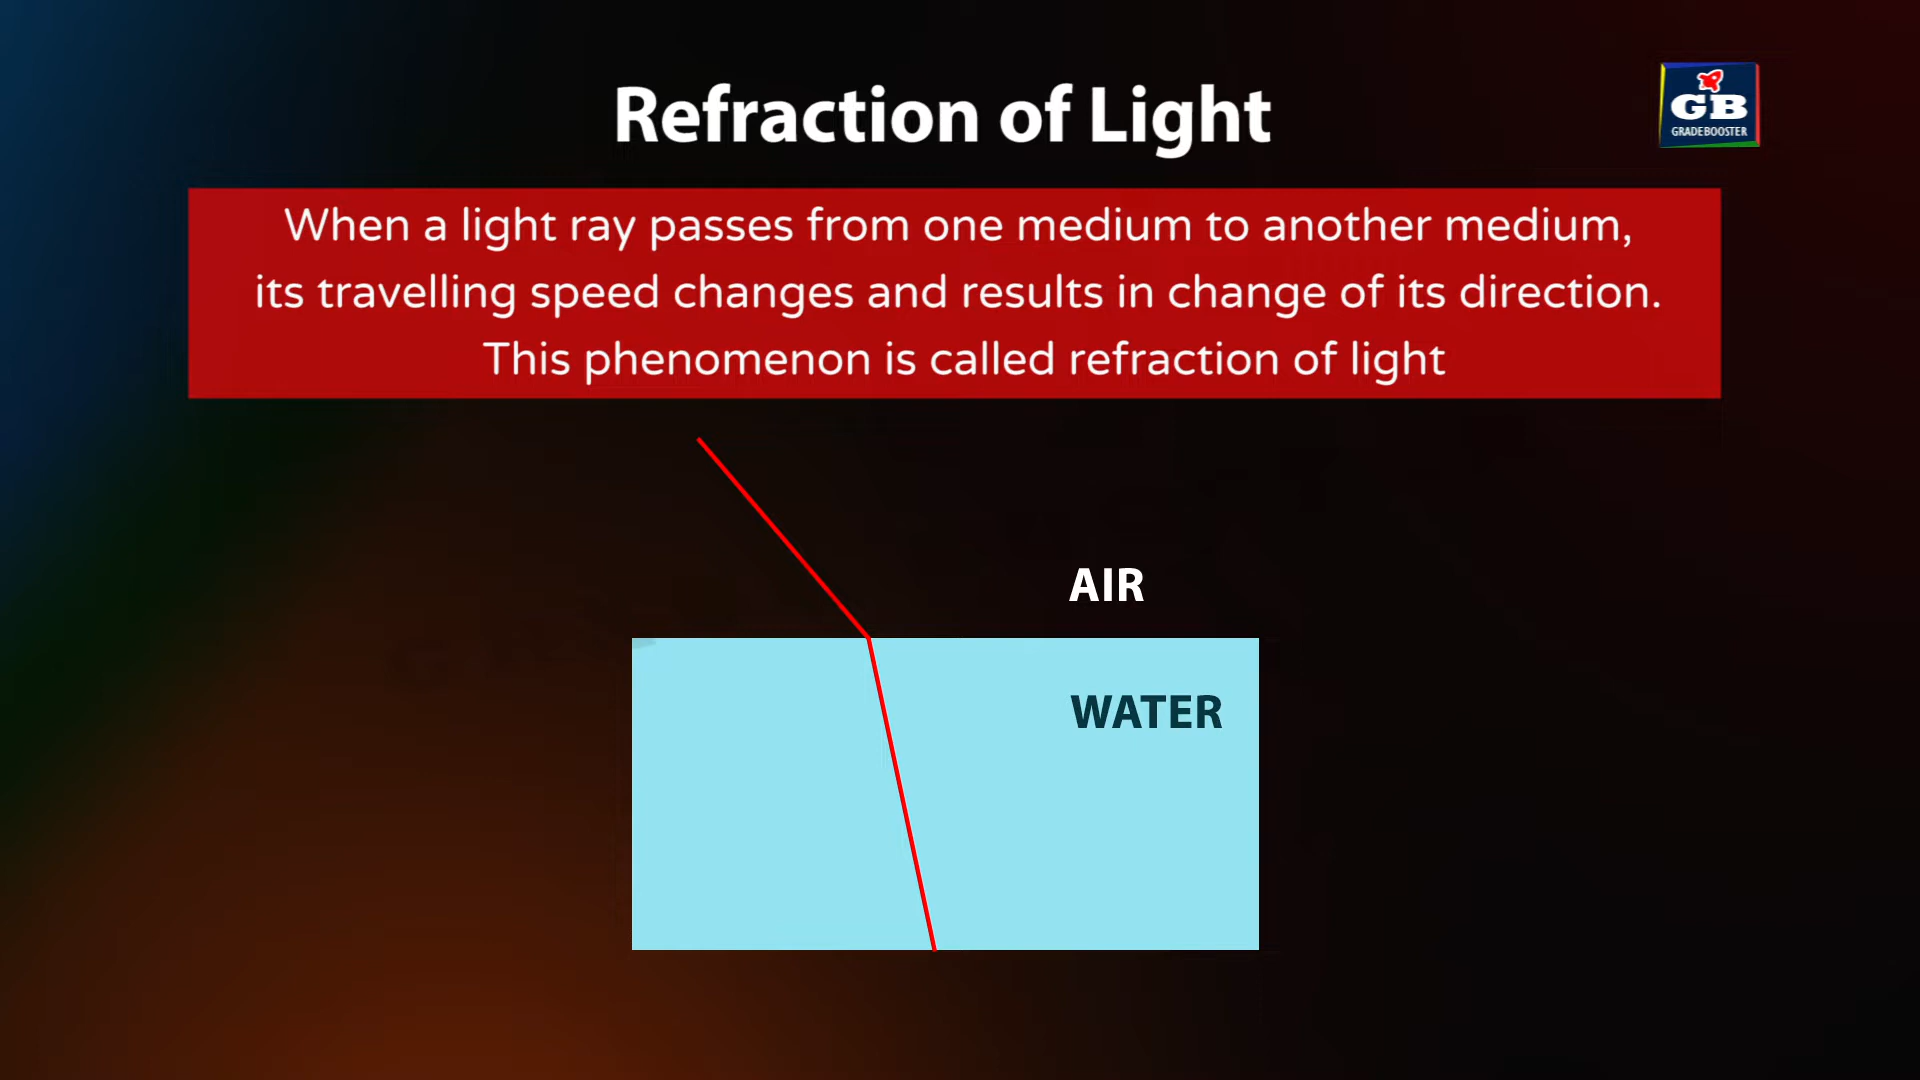 Refraction of Light
GB
GRADEBOOSTER
When a light ray passes from one medium to another medium,
its travelling speed changes and results in change of its direction.
This phenomenon is called refraction of light
AIR
WATER